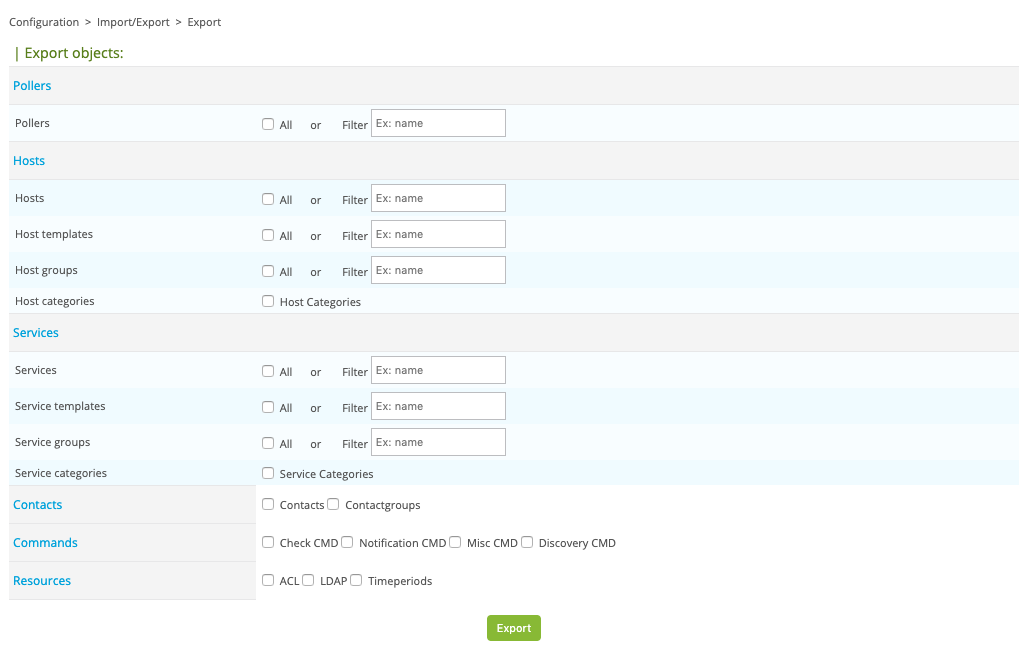 Configuration > Import/Export > Export
| Export objects:
Pollers
Pollers All or Filter Ex: name
Hosts
Hosts All or Filter Ex: name
Host templates All or Filter Ex: name
Host groups All or Filter Ex: name
Host categories Host Categories
Services
Services All or Filter Ex: name
Service templates All or Filter Ex: name
Service groups All or Filter Ex: name
Service categories Service Categories
Contacts Contacts Contactgroups
Commands Check CMD Notification CMD Misc CMD Discovery CMD
Resources ACL LDAP Timeperiods
Export